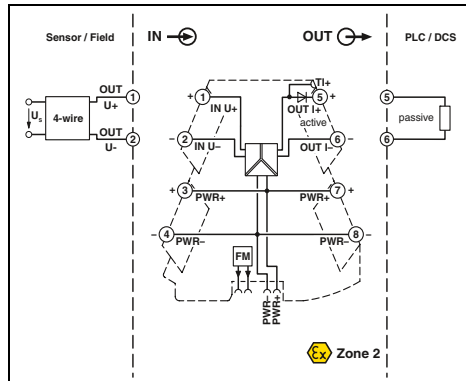 Sensor / Field
IN
OUT
PLC / DCS
OUT
U+
1
Us
4-wire
OUT
U-
2
+
1
IN U+
TI+
5
+
OUT I+
active
5
passive
6
−
2
IN U−
6
−
OUT I−
+
3
PWR+
7
+
PWR+
4
−
PWR−
8
−
PWR−
FM
PWR−
PWR+
Ex
Zone 2